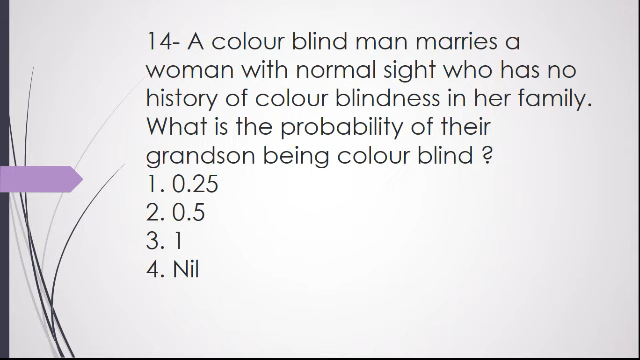 14- A colour blind man marries a
woman with normal sight who has no
history of colour blindness in her family.
What is the probability of their
grandson being colour blind ?
1. 0.25
2. 0.5
3. 1
4. Nil